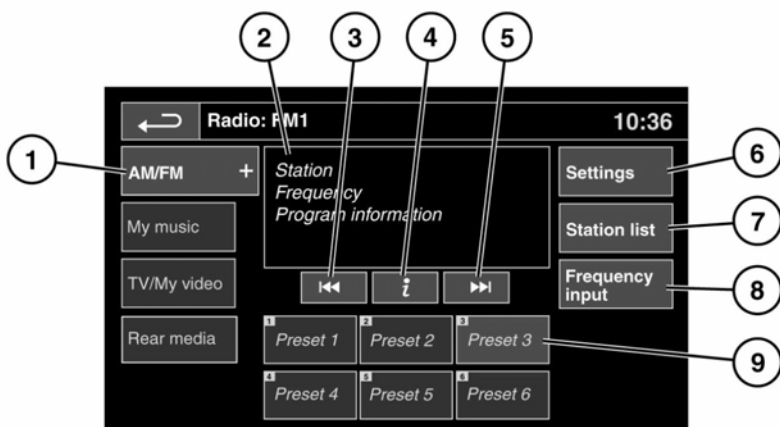 2 3 4 5
Radio: FM1 10:36
1
AM/FM +
Station
Frequency
Program information
Settings
6
My music
Station list
7
TV/My video
i
Frequency
input
8
Rear media
1 Preset 1
2 Preset 2
3 Preset 3
9
4 Preset 4
5 Preset 5
6 Preset 6